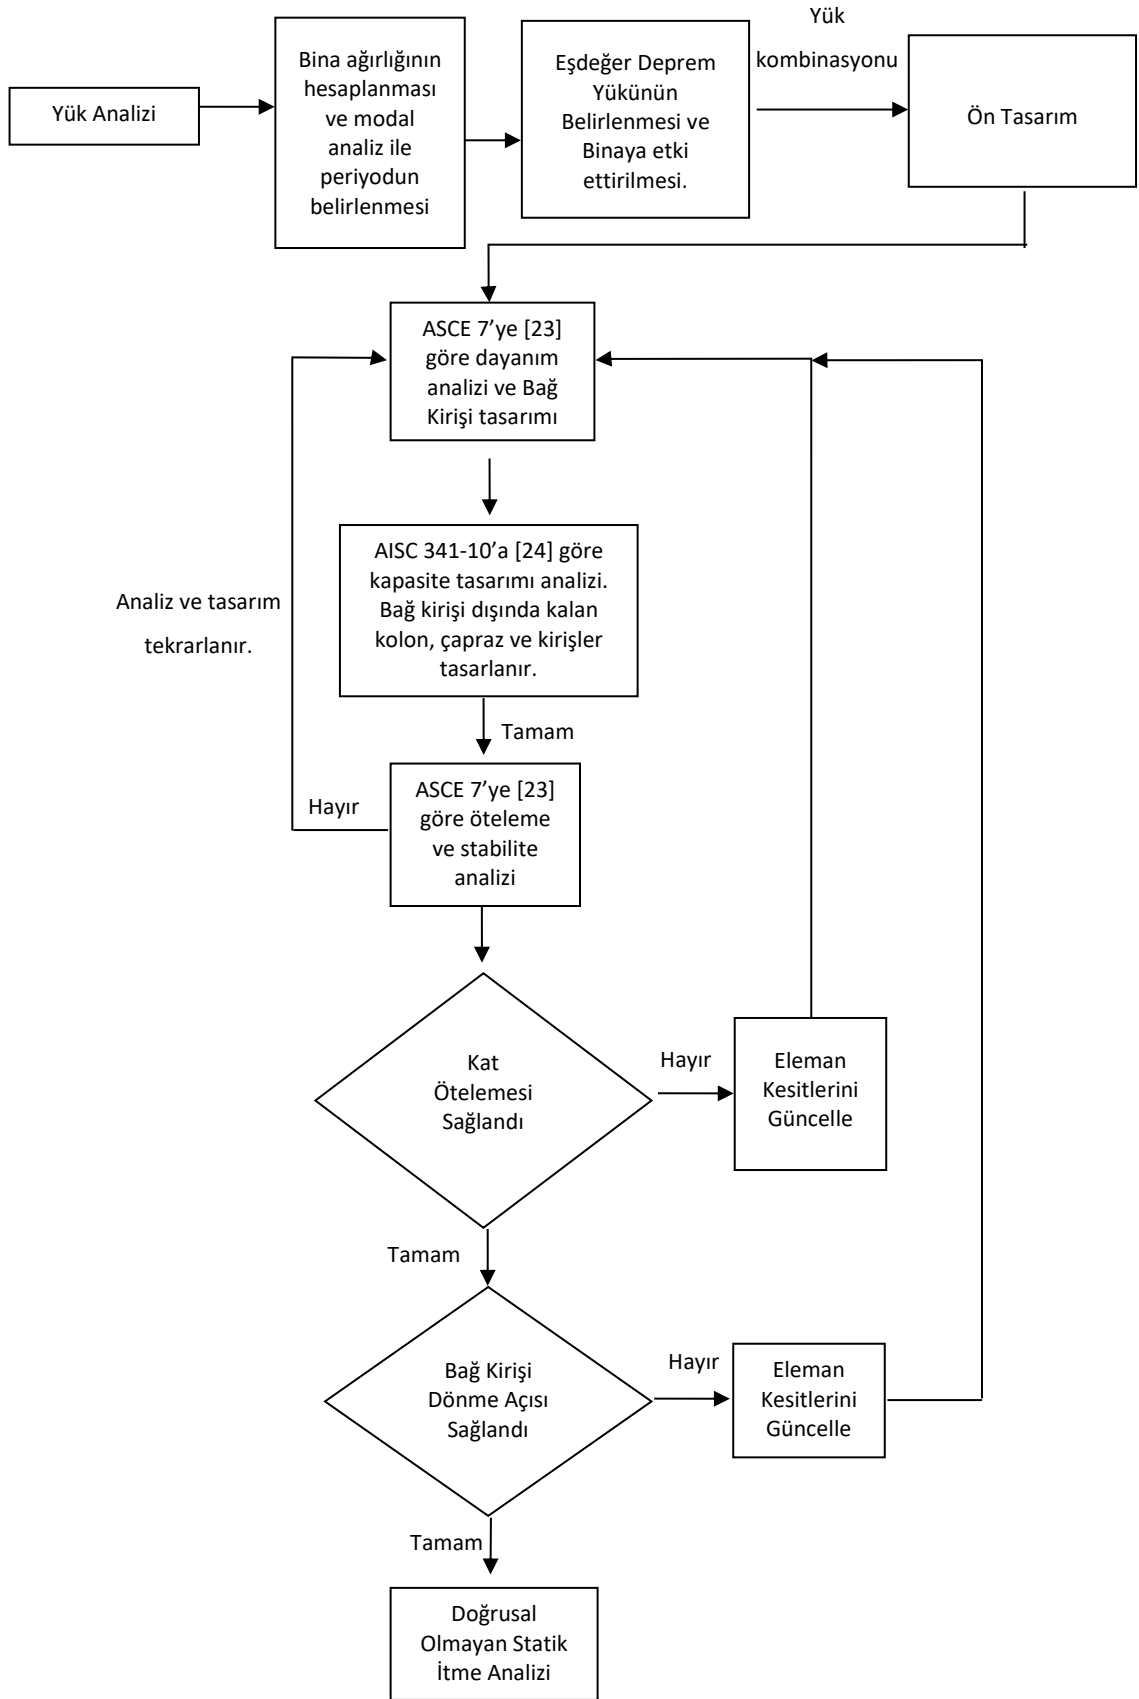 Yük Analizi
Bina ağırlığının
hesaplanması
ve modal
analiz ile
periyodun
belirlenmesi
Eşdeğer Deprem
Yükünün
Belirlenmesi ve
Binaya etki
ettirilmesi.
Yük
kombinasyonu
Ön Tasarım
ASCE 7’ye [23]
göre dayanım
analizi ve Bağ
Kirişi tasarımı
AISC 341-10’a [24] göre
kapasite tasarımı analizi.
Bağ kirişi dışında kalan
kolon, çapraz ve kirişler
tasarlanır.
Analiz ve tasarım
tekrarlanır.
Tamam
ASCE 7’ye [23]
göre öteleme
ve stabilite
analizi
Hayır
Kat
Ötelemesi
Sağlandı
Hayır
Eleman
Kesitlerini
Güncelle
Tamam
Bağ Kirişi
Dönme Açısı
Sağlandı
Hayır
Eleman
Kesitlerini
Güncelle
Tamam
Doğrusal
Olmayan Statik
İtme Analizi